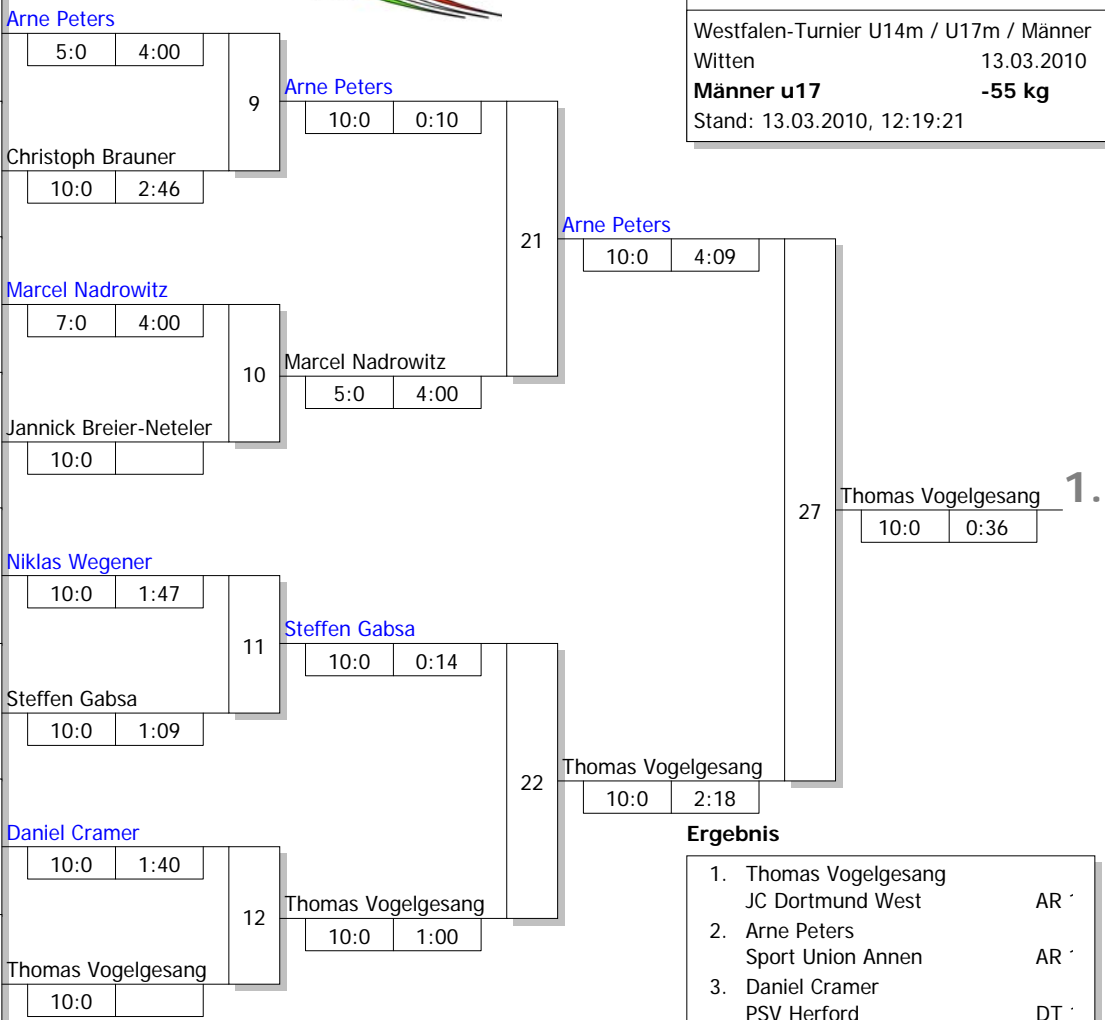 Westfalen-Turnier U14m / U17m / Männer
Witten 13.03.2010
Männer u17 -55 kg
Stand: 13.03.2010, 12:19:21
Arne Peters
5:0 4:00
9
Christoph Brauner
10:0 2:46
Marcel Nadrowitz
7:0 4:00
10
Jannick Breier-Neteler
10:0
Niklas Wegener
10:0 1:47
11
Steffen Gabsa
10:0 1:09
Daniel Cramer
10:0 1:40
12
Thomas Vogelgesang
10:0
Arne Peters
10:0 0:10
21
Marcel Nadrowitz
5:0 4:00
Steffen Gabsa
10:0 0:14
22
Thomas Vogelgesang
10:0 1:00
Arne Peters
10:0 4:09
27
Thomas Vogelgesang
10:0 2:18
Thomas Vogelgesang 1.
10:0 0:36
Ergebnis
1. Thomas Vogelgesang
JC Dortmund West AR
2. Arne Peters
Sport Union Annen AR
3. Daniel Cramer
PSV Herford DT